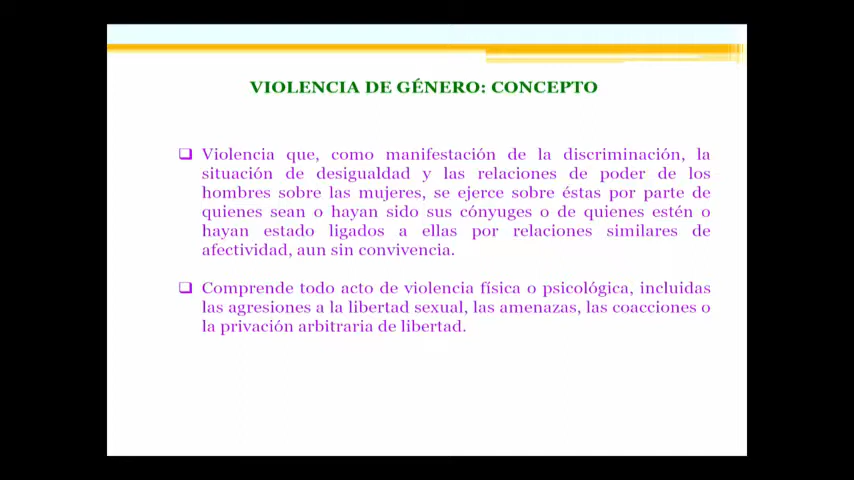 VIOLENCIA DE GÉNERO: CONCEPTO
Violencia que, como manifestación de la discriminación, la
situación de desigualdad y las relaciones de poder de los
hombres sobre las mujeres, se ejerce sobre éstas por parte de
quienes sean o hayan sido sus cónyuges o de quienes estén o
hayan estado ligados a ellas por relaciones similares de
afectividad, aun sin convivencia.
Comprende todo acto de violencia física o psicológica, incluidas
las agresiones a la libertad sexual, las amenazas, las coacciones o
la privación arbitraria de libertad.